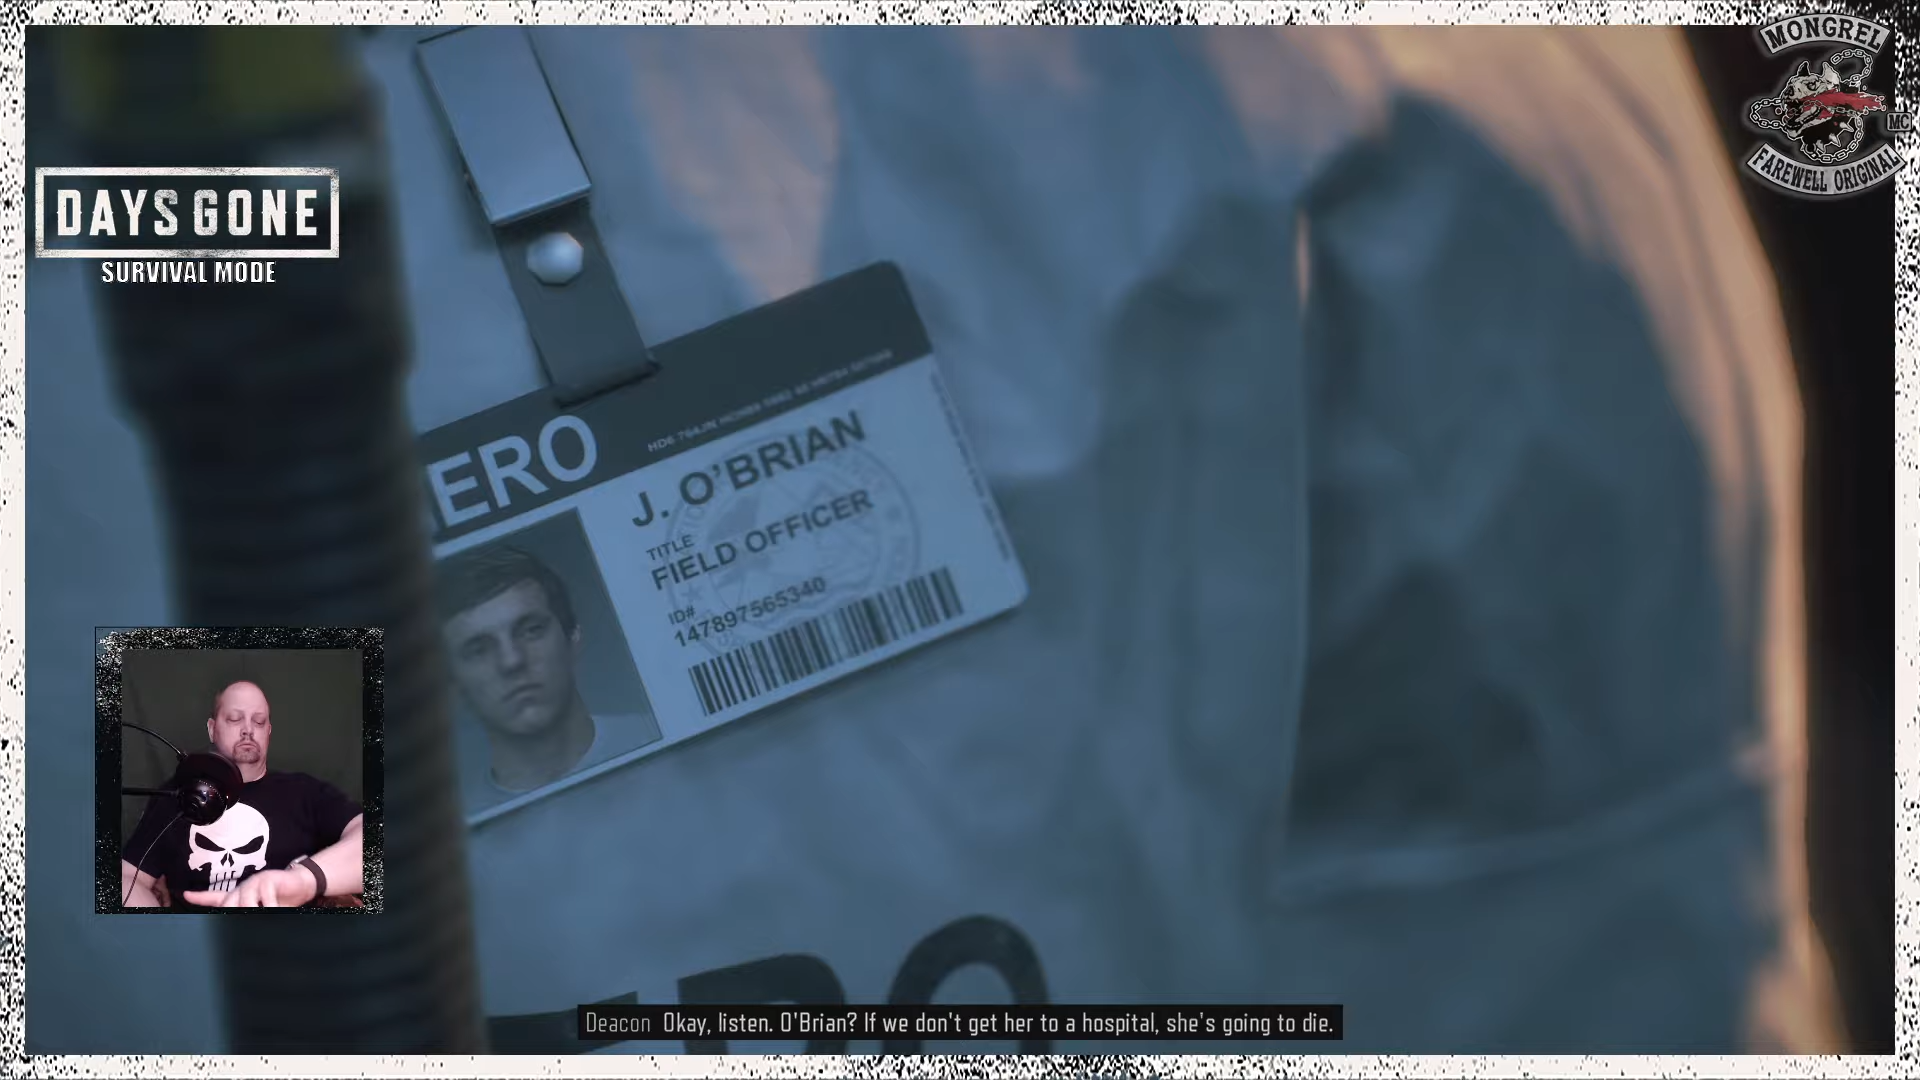 MONGREL
MC
FAREWELL ORIGINAL
DAYS GONE
SURVIVAL MODE
ERO
J. O'BRIAN
TITLE
FIELD OFFICER
ID#
147897565340
Deacon Okay, listen. O'Brian? If we don't get her to a hospital, she's going to die.